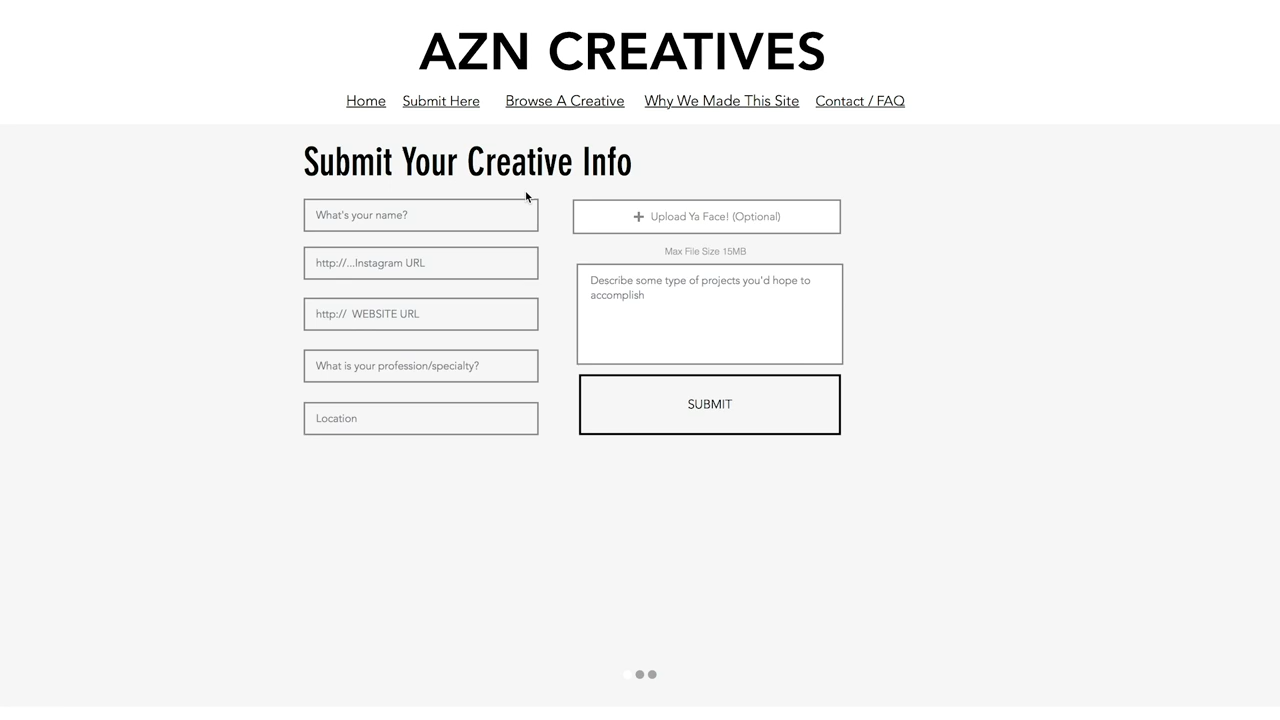 AZN CREATIVES
Home Submit Here Browse A Creative Why We Made This Site Contact / FAQ
Submit Your Creative Info
What's your name?
http://...Instagram URL
http://  WEBSITE URL
What is your profession/specialty?
Location
+ Upload Ya Face! (Optional)
Max File Size 15MB
Describe some type of projects you'd hope to
accomplish
SUBMIT